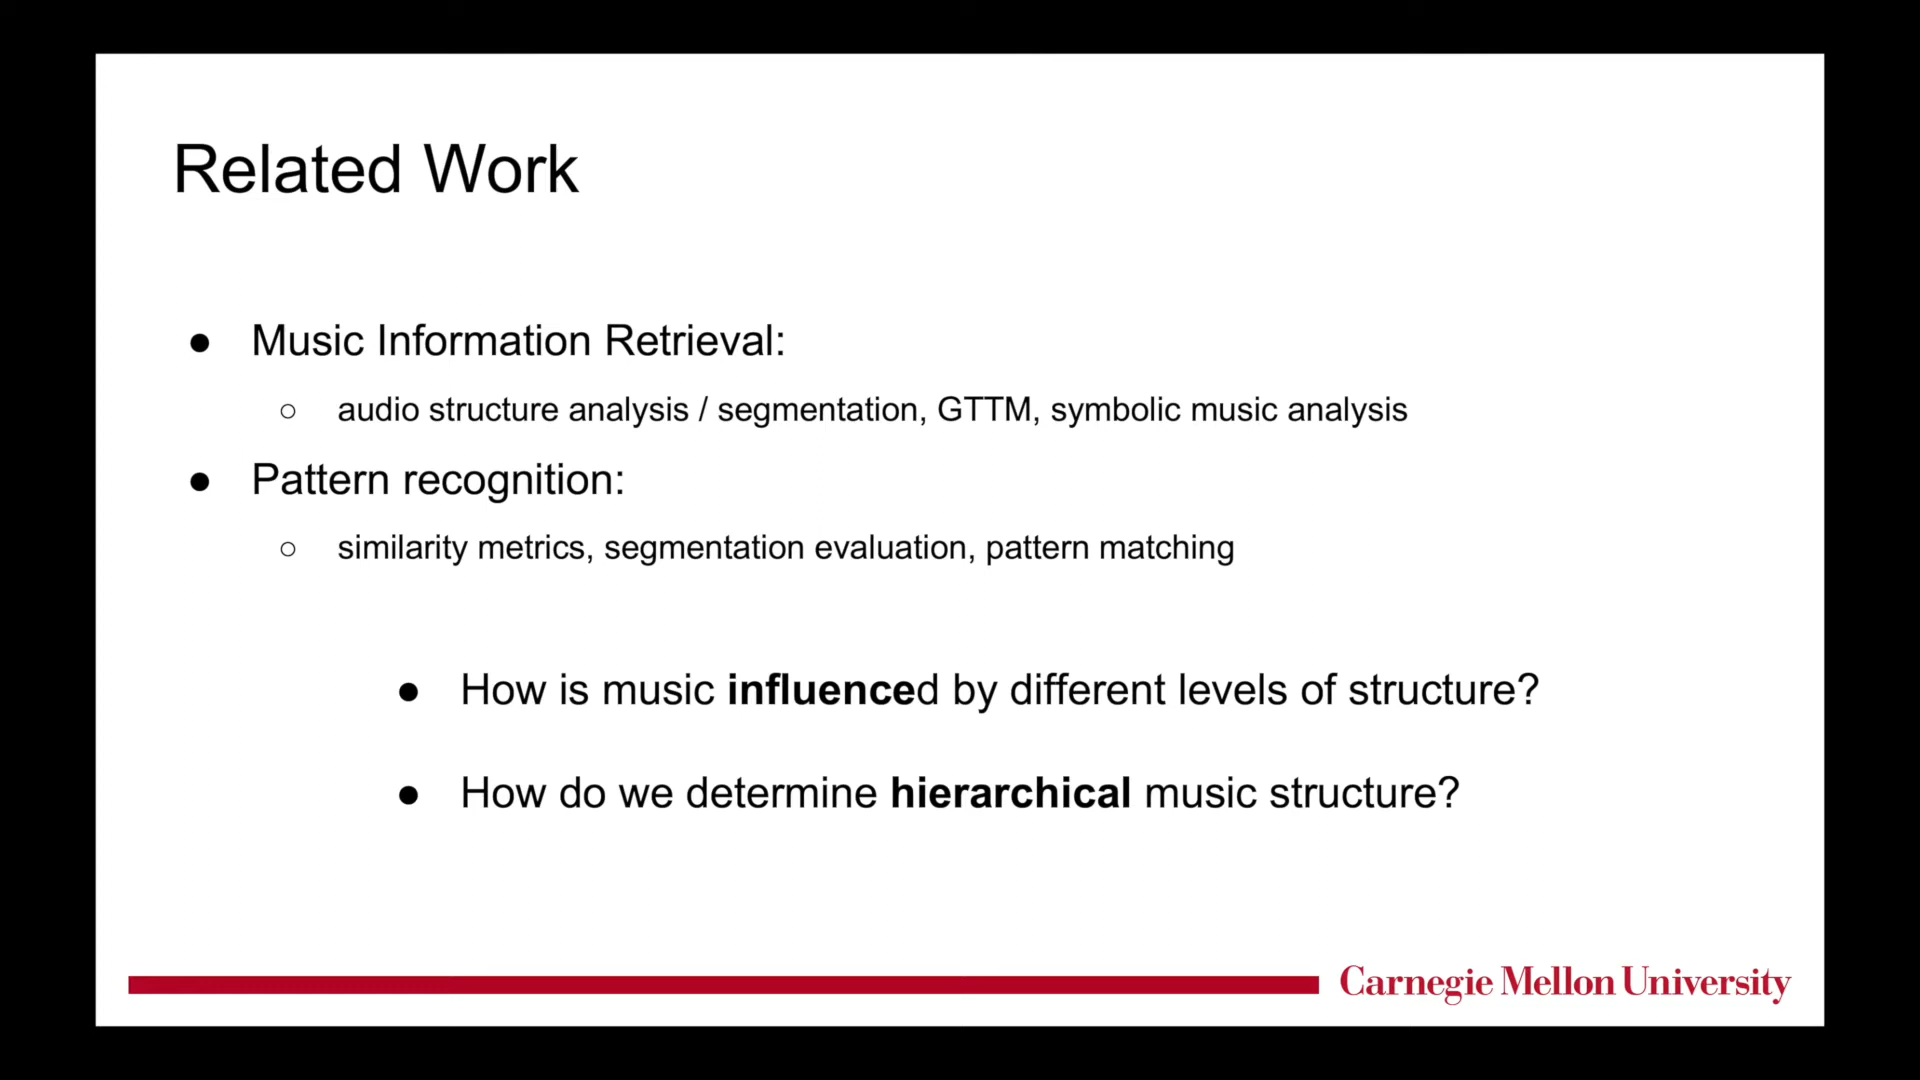 Related Work
● Music Information Retrieval:
○ audio structure analysis / segmentation, GTTM, symbolic music analysis
● Pattern recognition:
○ similarity metrics, segmentation evaluation, pattern matching
● How is music influenced by different levels of structure?
● How do we determine hierarchical music structure?
Carnegie Mellon University